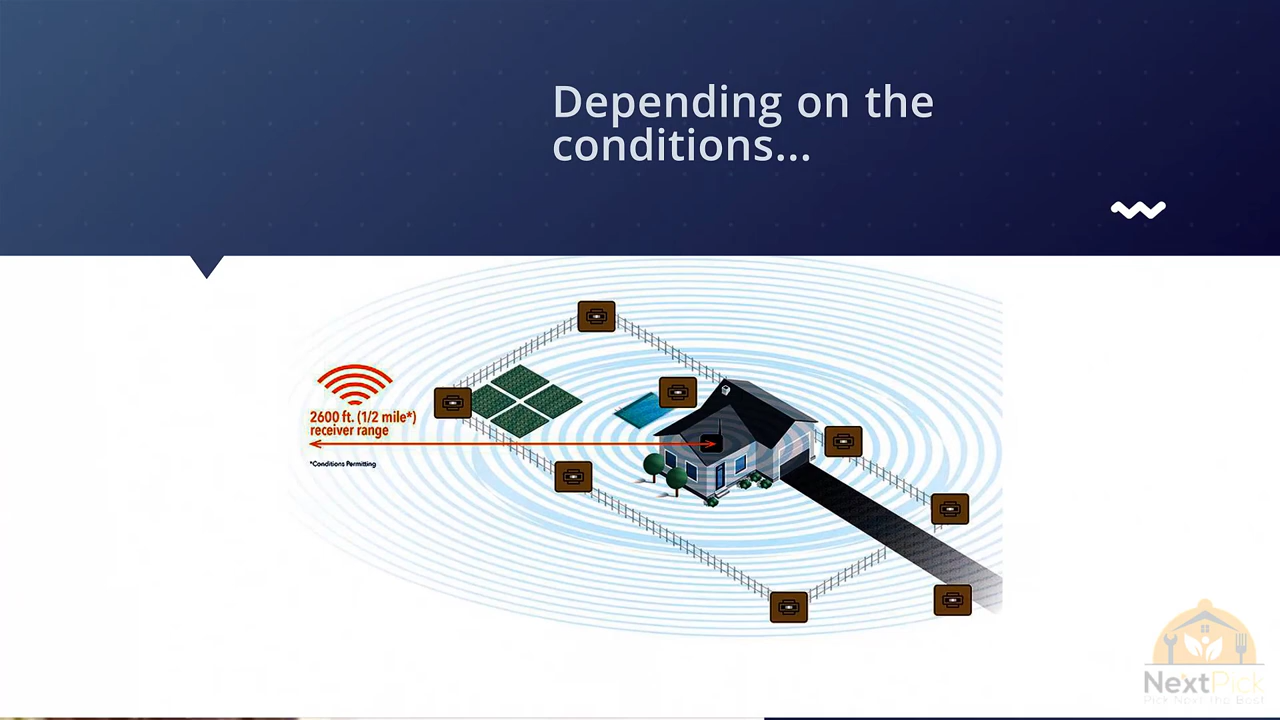 Depending on the
conditions...
2600 ft. (1/2 mile*)
receiver range
*Conditions Permitting
NextPick
Pick Next the Best